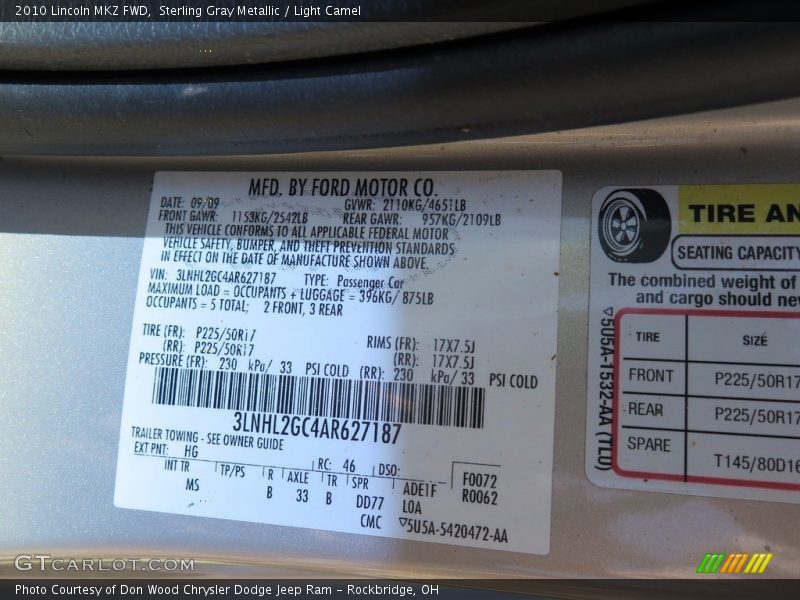 2010 Lincoln MKZ FWD, Sterling Gray Metallic / Light Camel
MFD. BY FORD MOTOR CO.
DATE: 09/09 GVWR: 2110KG/4651LB
FRONT GAWR: 1153KG/2542LB REAR GAWR: 957KG/2109LB
THIS VEHICLE CONFORMS TO ALL APPLICABLE FEDERAL MOTOR
VEHICLE SAFETY, BUMPER, AND THEFT PREVENTION STANDARDS
IN EFFECT ON THE DATE OF MANUFACTURE SHOWN ABOVE
VIN: 3LNHL2GC4AR627187 TYPE: Passenger Car
MAXIMUM LOAD = OCCUPANTS + LUGGAGE = 396KG/ 875LB
OCCUPANTS = 5 TOTAL; 2 FRONT, 3 REAR
TIRE (FR): P225/50R17 RIMS (FR): 17X7.5J
(RR): P225/50R17 (RR): 17X7.5J
PRESSURE (FR): 230 kPa/ 33 PSI COLD (RR): 230 kPa/ 33 PSI COLD
3LNHL2GC4AR627187
TRAILER TOWING - SEE OWNER GUIDE
EXT PNT: HG RC: 46 DSO: F0072
INT TR TP/PS R AXLE TR SPR ADE1F R0062
MS B 33 B DD77 LOA
CMC 5U5A-5420472-AA
TIRE AN
SEATING CAPACITY
The combined weight of
and cargo should nev
5U5A-1532-AA (TL0)
TIRE SIZE
FRONT P225/50R17
REAR P225/50R17
SPARE T145/80D16
GTCARLOT.COM
Photo Courtesy of Don Wood Chrysler Dodge Jeep Ram – Rockbridge, OH